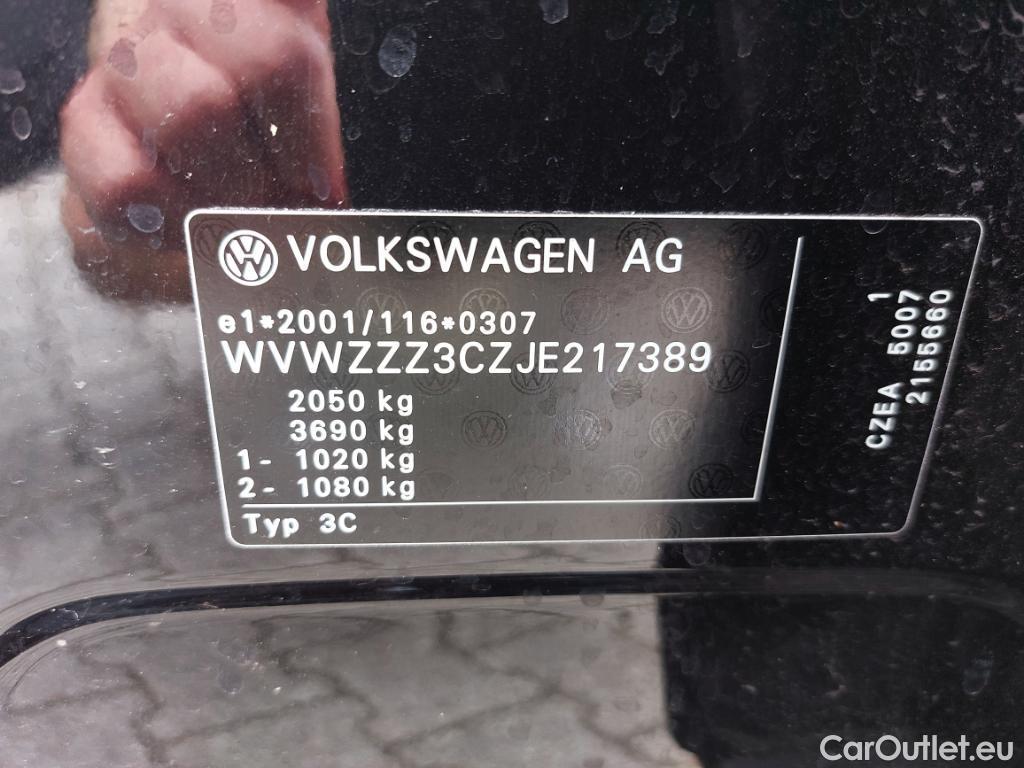 VOLKSWAGEN AG
e1*2001/116*0307
WVWZZZ3CZJE217389
2050 kg
3690 kg
1- 1020 kg
2- 1080 kg
Typ 3C
CZEA 5007 1
2155660
CarOutlet.eu